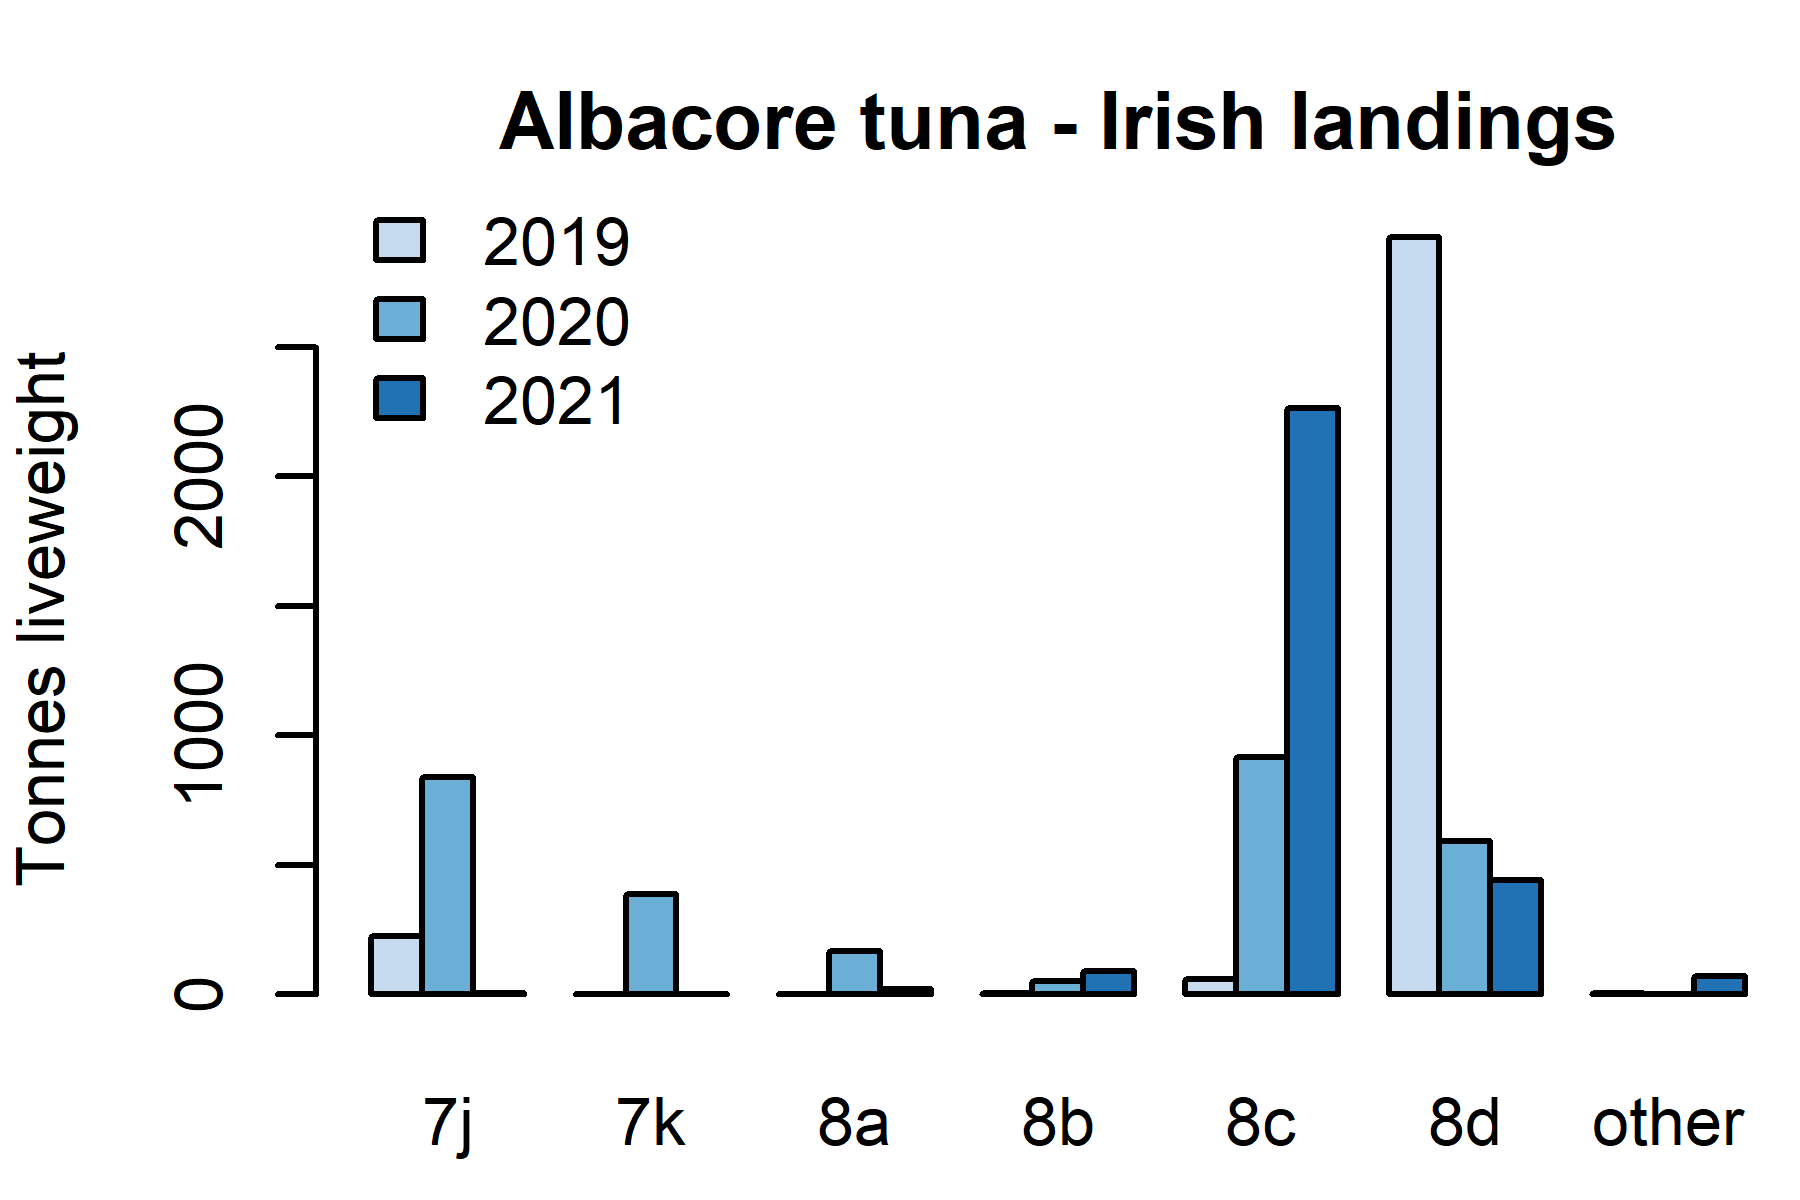 Albacore tuna - Irish landings
2019
2020
2021
Tonnes liveweight
2000
1000
0
7j 7k 8a 8b 8c 8d other